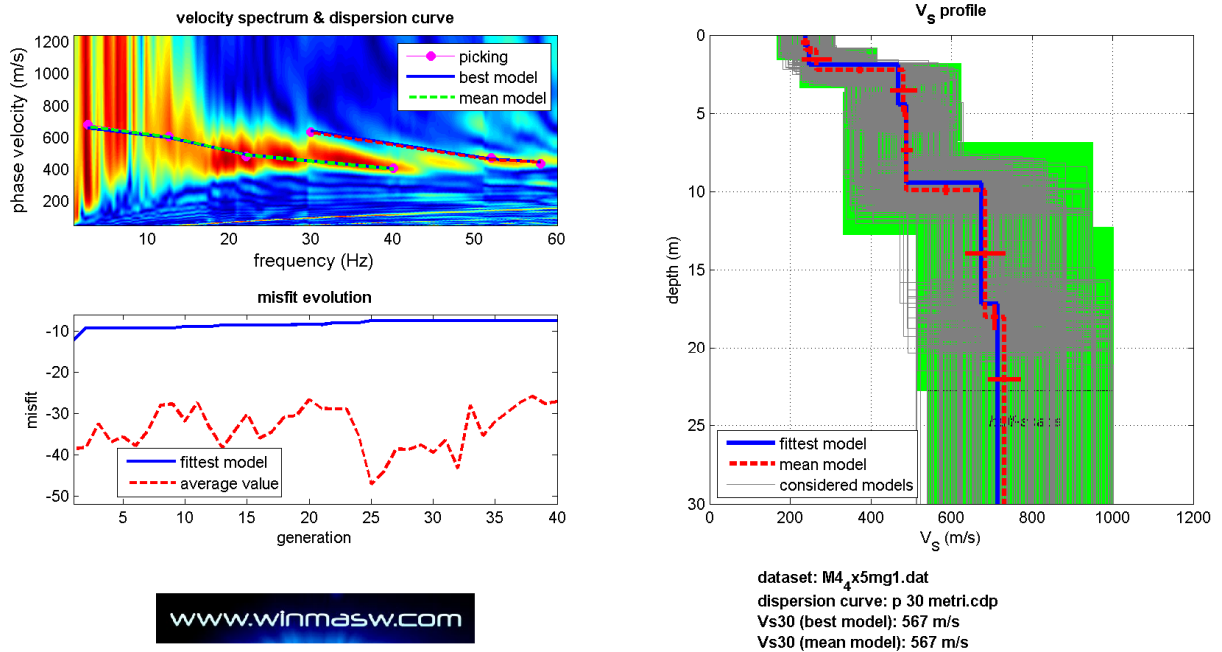 velocity spectrum & dispersion curve
phase velocity (m/s)
1200
1000
800
600
400
200
picking
best model
mean model
10
20
30
40
50
60
frequency (Hz)
misfit evolution
misfit
-10
-20
-30
-40
-50
fittest model
average value
5
10
15
20
25
30
35
40
generation
www.winmasw.com
VS profile
depth (m)
0
5
10
15
20
25
30
fittest model
mean model
considered models
0
200
400
600
800
1000
1200
VS (m/s)
dataset: M44x5mg1.dat
dispersion curve: p 30 metri.cdp
Vs30 (best model): 567 m/s
Vs30 (mean model): 567 m/s